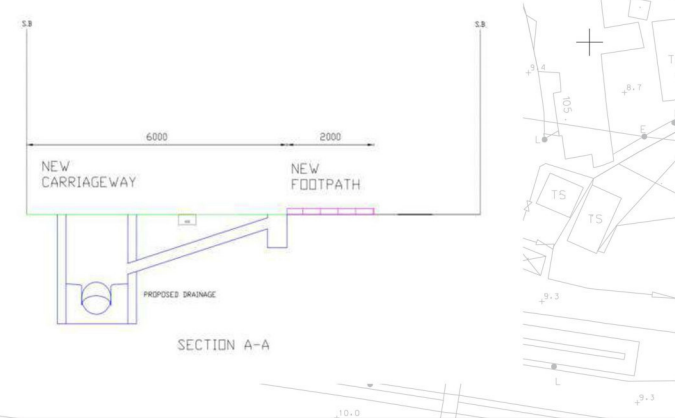 S.B
S.B
6000
2000
NEW
CARRIAGEWAY
NEW
FOOTPATH
PROPOSED DRAINAGE
SECTION A-A
9.4
8.7
105
L
TS
TS
9.3
L
9.3
10.0